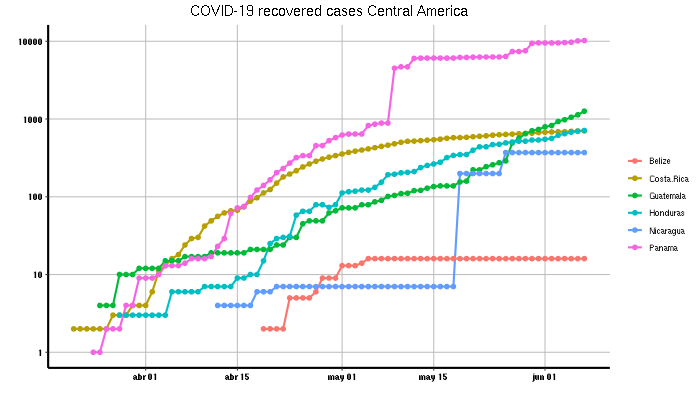 COVID-19 recovered cases Central America
10000
1000
100
10
1
abr 01
abr 15
may 01
may 15
jun 01
Belize
Costa.Rica
Guatemala
Honduras
Nicaragua
Panama